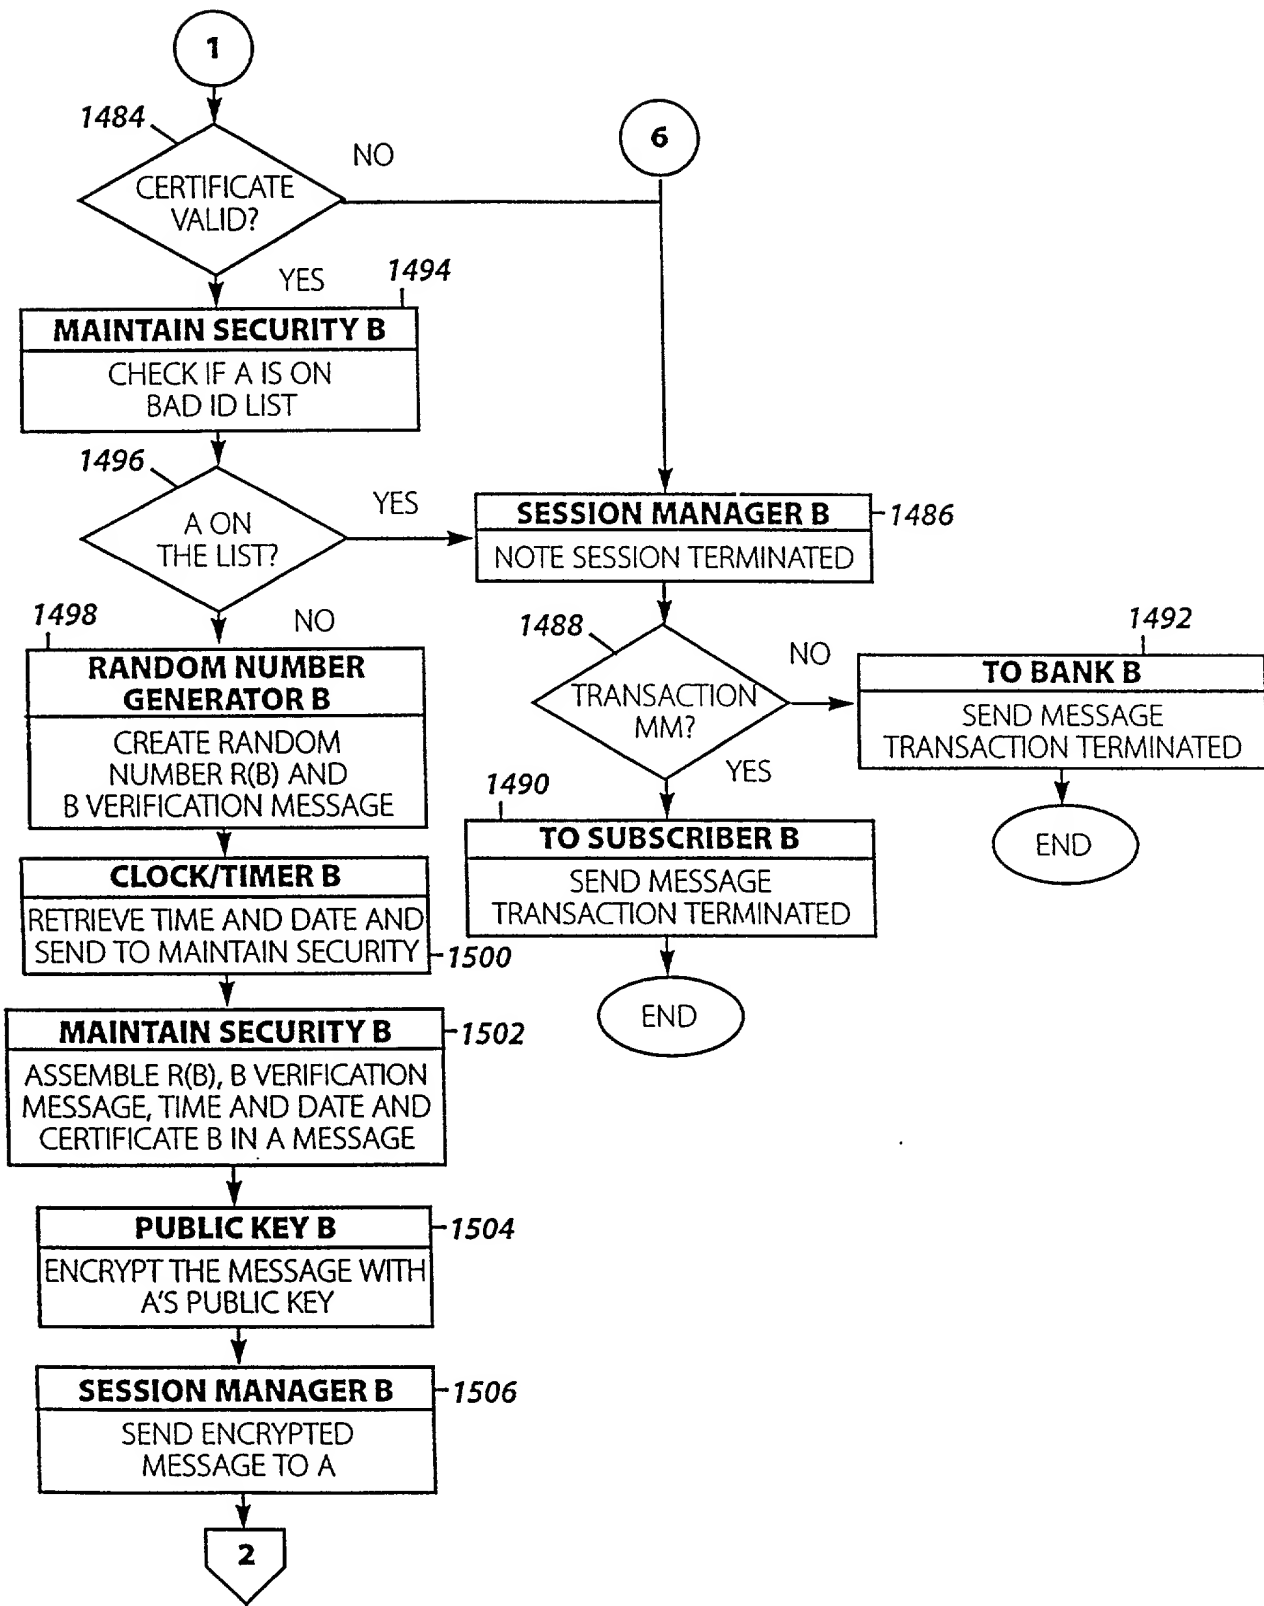 1
1484
CERTIFICATE
VALID?
NO
6
YES
1494
MAINTAIN SECURITY B
CHECK IF A IS ON
BAD ID LIST
1496
A ON
THE LIST?
YES
SESSION MANAGER B
1486
NOTE SESSION TERMINATED
NO
1498
RANDOM NUMBER
GENERATOR B
CREATE RANDOM
NUMBER R(B) AND
B VERIFICATION MESSAGE
1488
TRANSACTION
MM?
NO
1492
TO BANK B
SEND MESSAGE
TRANSACTION TERMINATED
END
YES
1490
TO SUBSCRIBER B
SEND MESSAGE
TRANSACTION TERMINATED
END
CLOCK/TIMER B
RETRIEVE TIME AND DATE AND
SEND TO MAINTAIN SECURITY
1500
MAINTAIN SECURITY B
1502
ASSEMBLE R(B), B VERIFICATION
MESSAGE, TIME AND DATE AND
CERTIFICATE B IN A MESSAGE
PUBLIC KEY B
1504
ENCRYPT THE MESSAGE WITH
A'S PUBLIC KEY
SESSION MANAGER B
1506
SEND ENCRYPTED
MESSAGE TO A
2